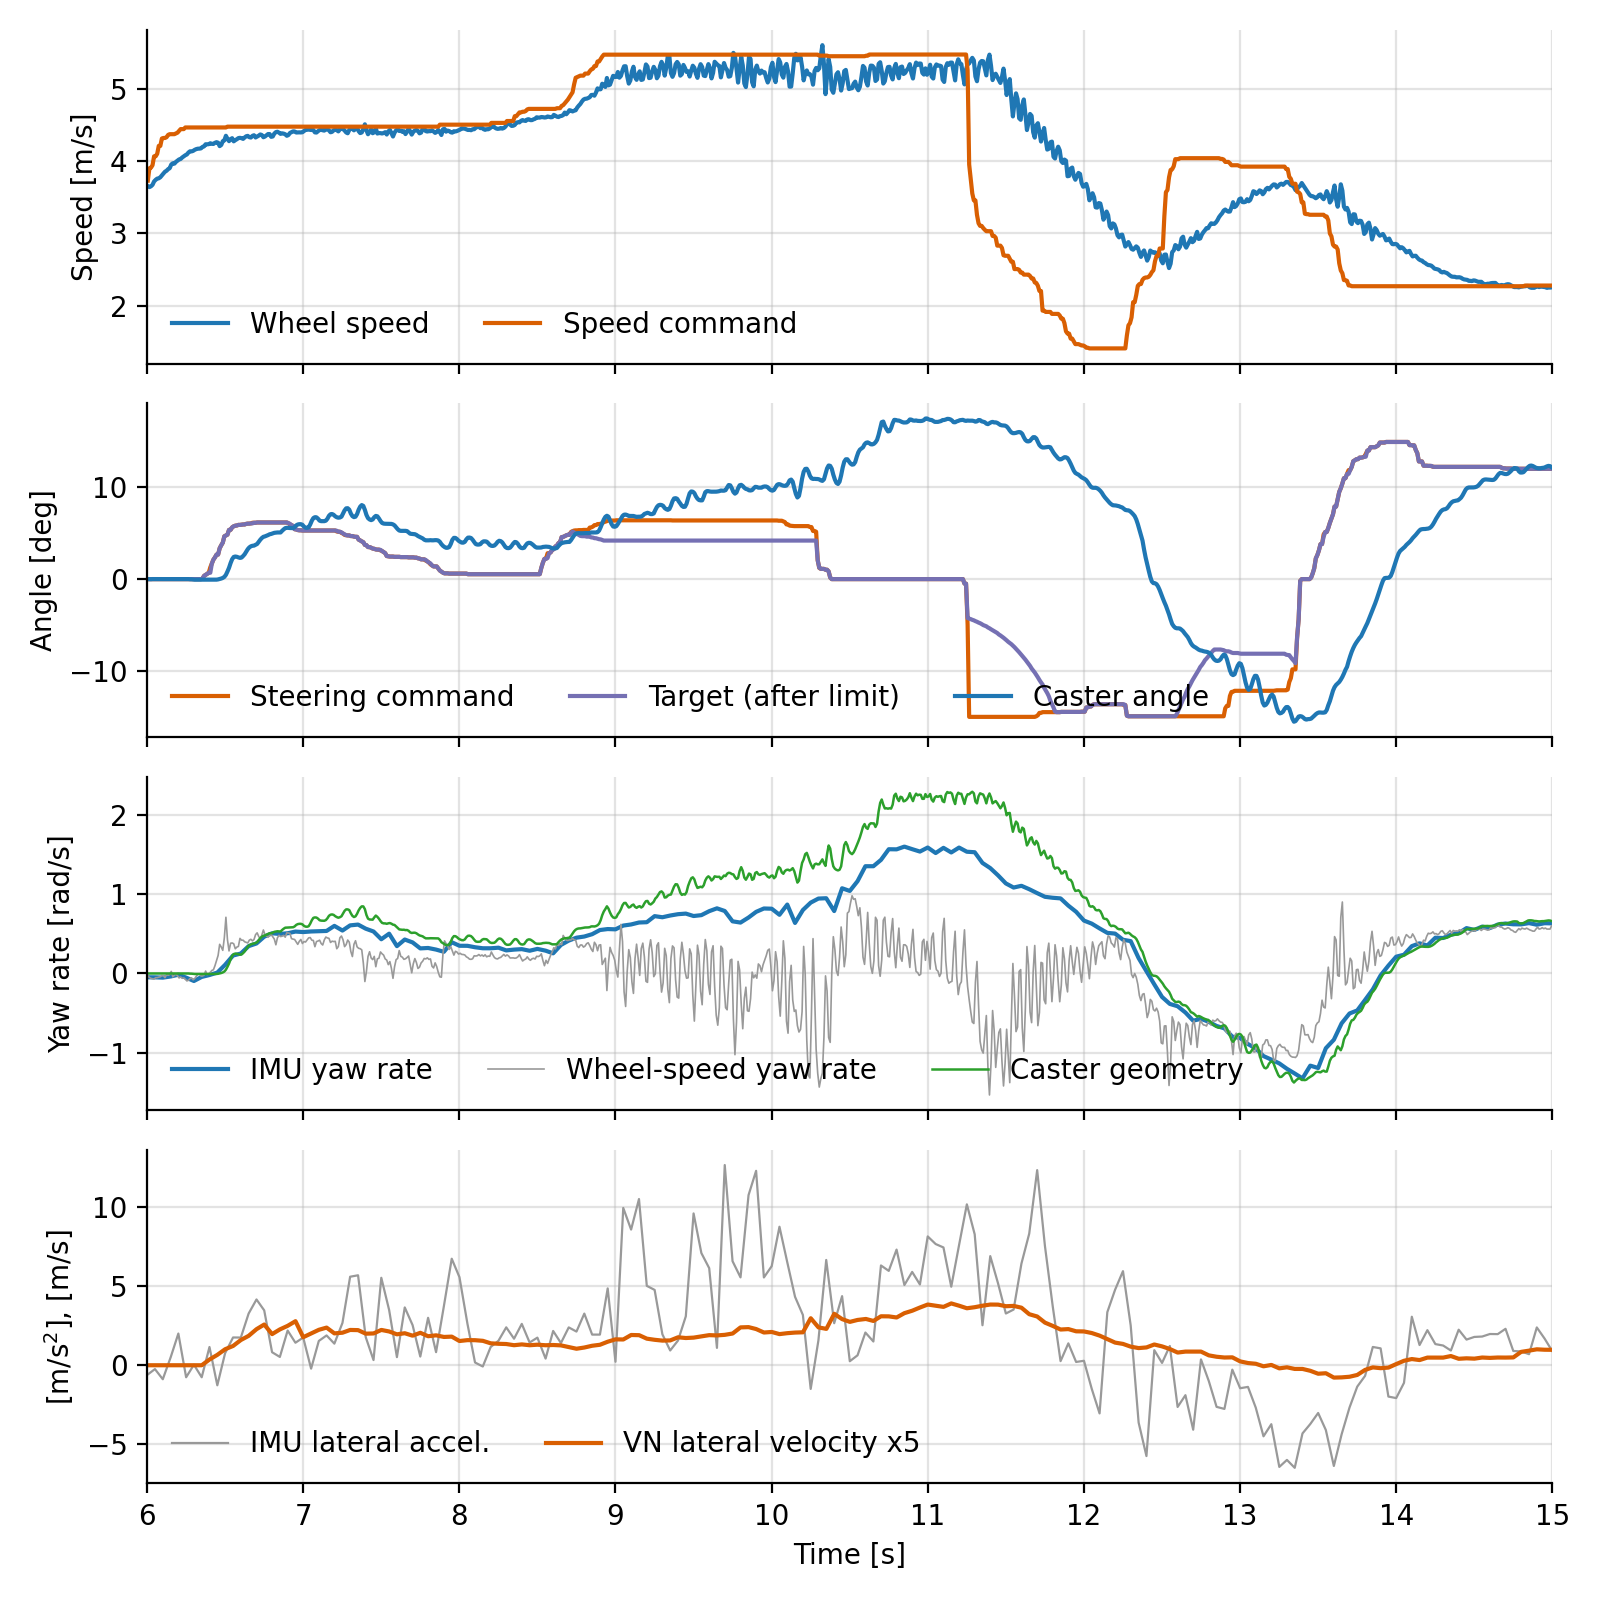 Speed [m/s]
5
4
3
2
Wheel speed Speed command
Angle [deg]
10
0
−10
Steering command Target (after limit) Caster angle
Yaw rate [rad/s]
2
1
0
−1
IMU yaw rate Wheel-speed yaw rate Caster geometry
[m/s²], [m/s]
10
5
0
−5
IMU lateral accel. VN lateral velocity x5
6 7 8 9 10 11 12 13 14 15
Time [s]